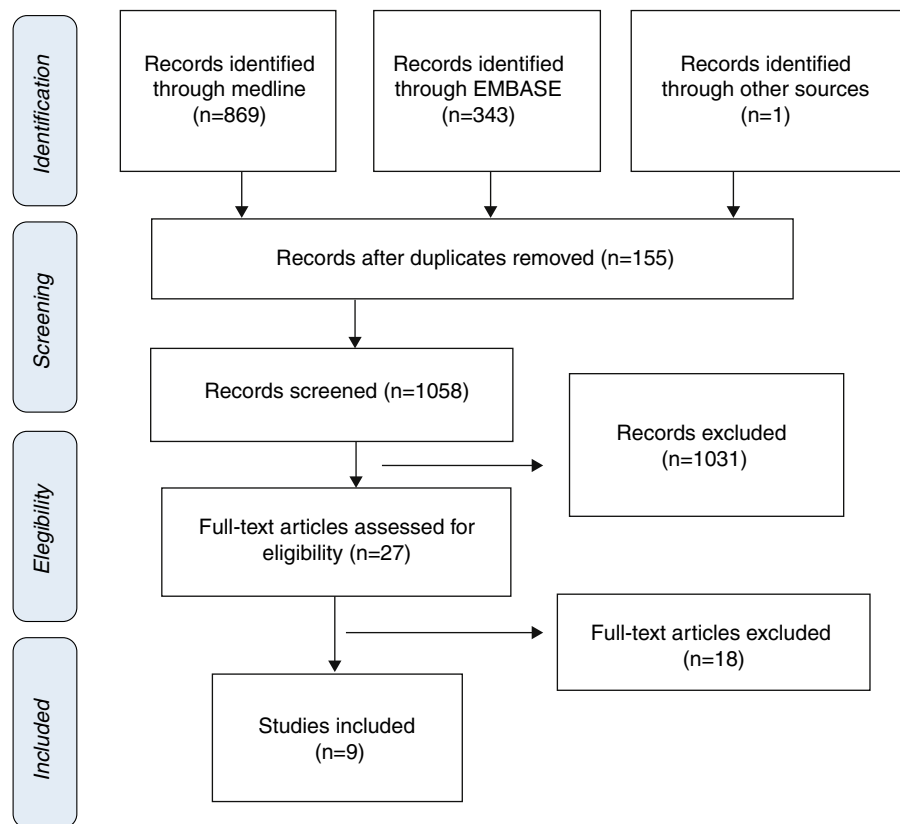 Identification
Records identified
through medline
(n=869)
Records identified
through EMBASE
(n=343)
Records identified
through other sources
(n=1)
Screening
Records after duplicates removed (n=155)
Records screened (n=1058)
Records excluded
(n=1031)
Elegibility
Full-text articles assessed for
eligibility (n=27)
Full-text articles excluded
(n=18)
Included
Studies included
(n=9)